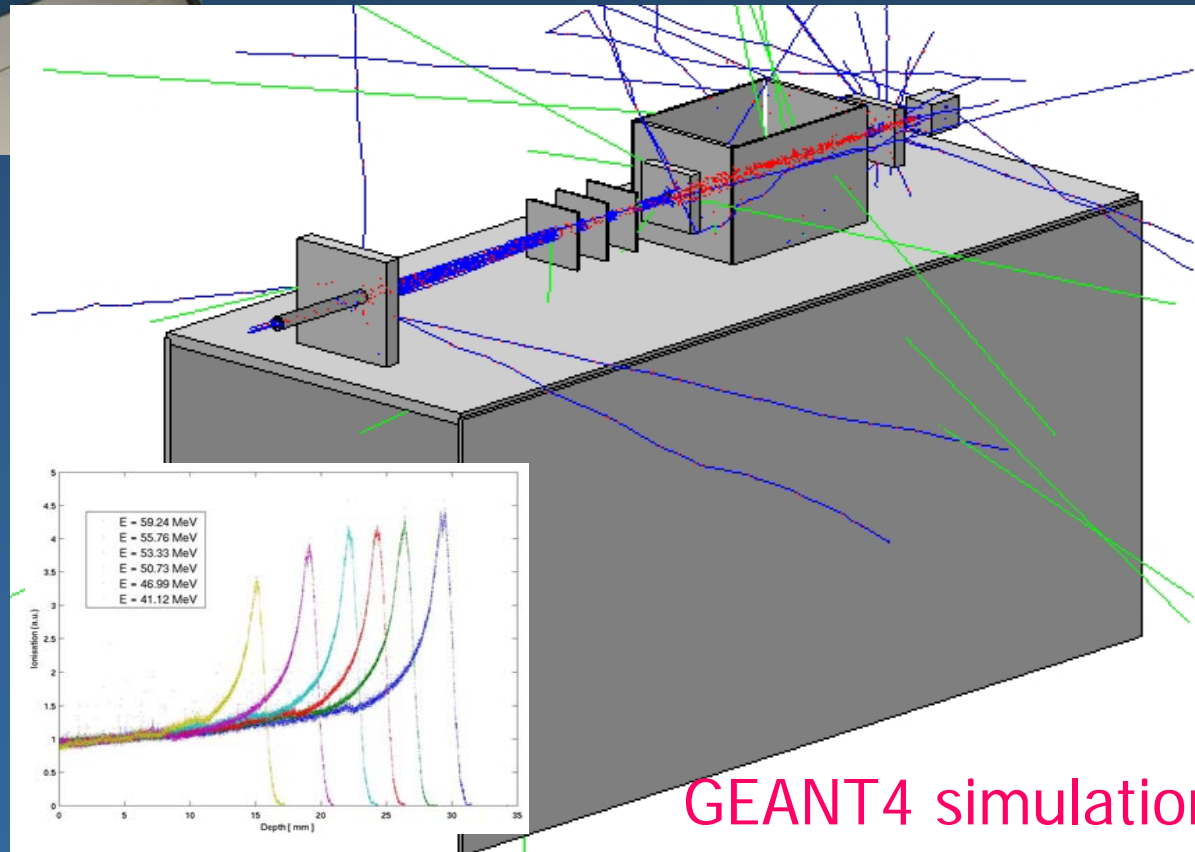 5
4.5
4
3.5
3
2.5
2
1.5
1
0.5
0
Ionisation (a.u.)
E = 59.24 MeV
E = 55.76 MeV
E = 53.33 MeV
E = 50.73 MeV
E = 46.99 MeV
E = 41.12 MeV
0 5 10 15 20 25 30 35
Depth [ mm ]
GEANT4 simulation